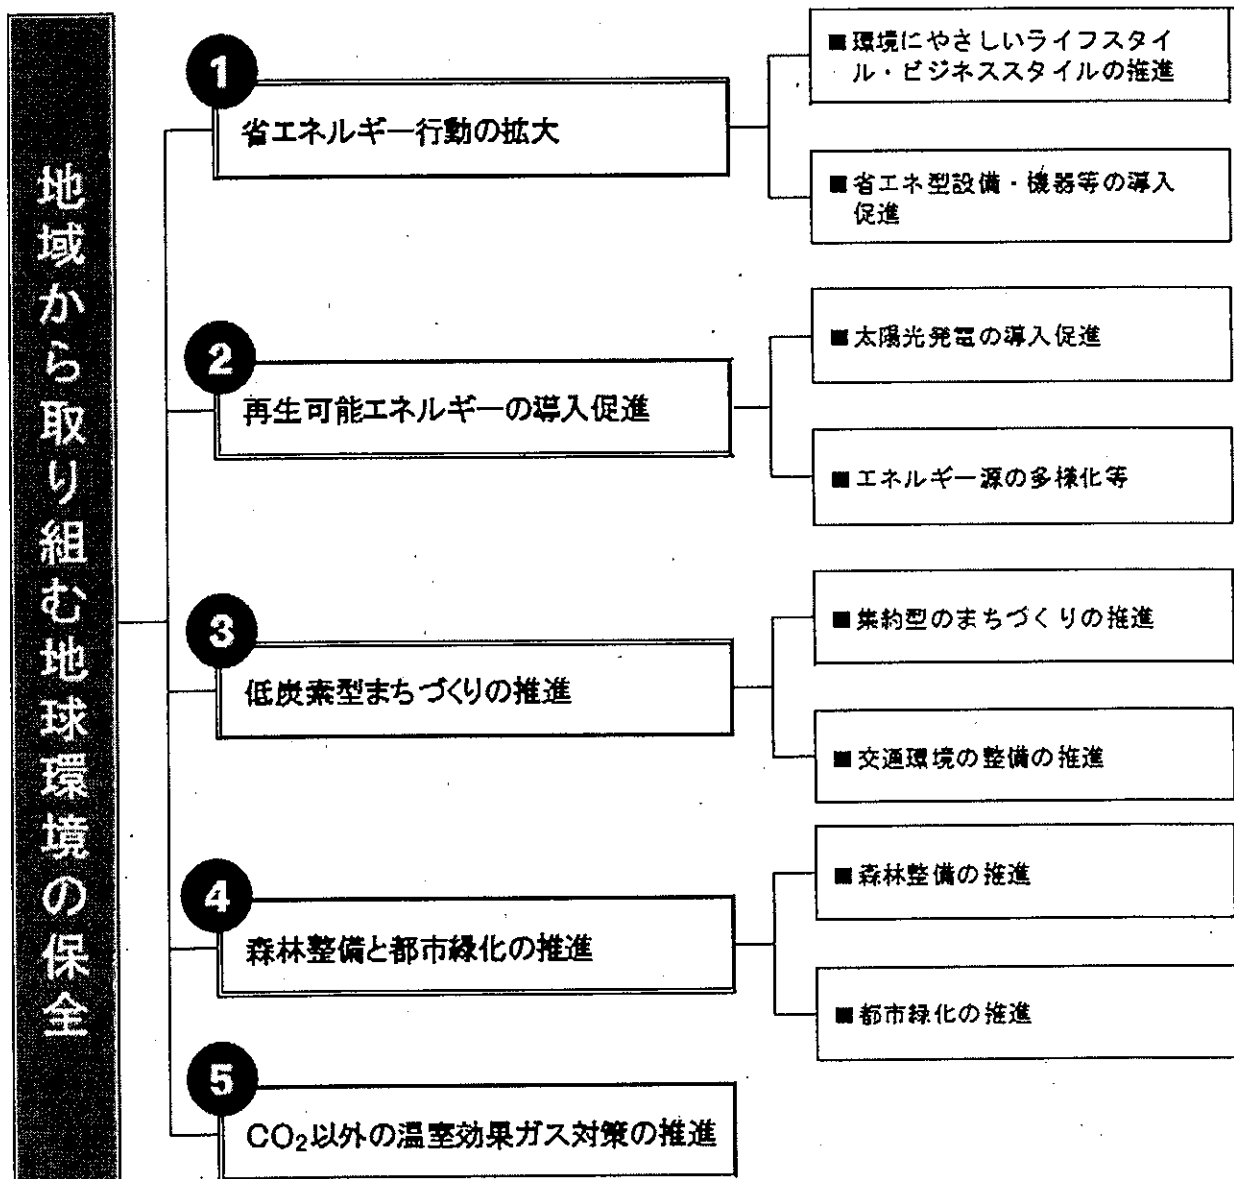 地域から取り組む地球環境の保全
1
省エネルギー行動の拡大
■環境にやさしいライフスタイ
ル・ビジネススタイルの推進
■省エネ型設備・機器等の導入
促進
2
再生可能エネルギーの導入促進
■太陽光発電の導入促進
■エネルギー源の多様化等
3
低炭素型まちづくりの推進
■集約型のまちづくりの推進
■交通環境の整備の推進
4
森林整備と都市緑化の推進
■森林整備の推進
■都市緑化の推進
5
CO₂以外の温室効果ガス対策の推進